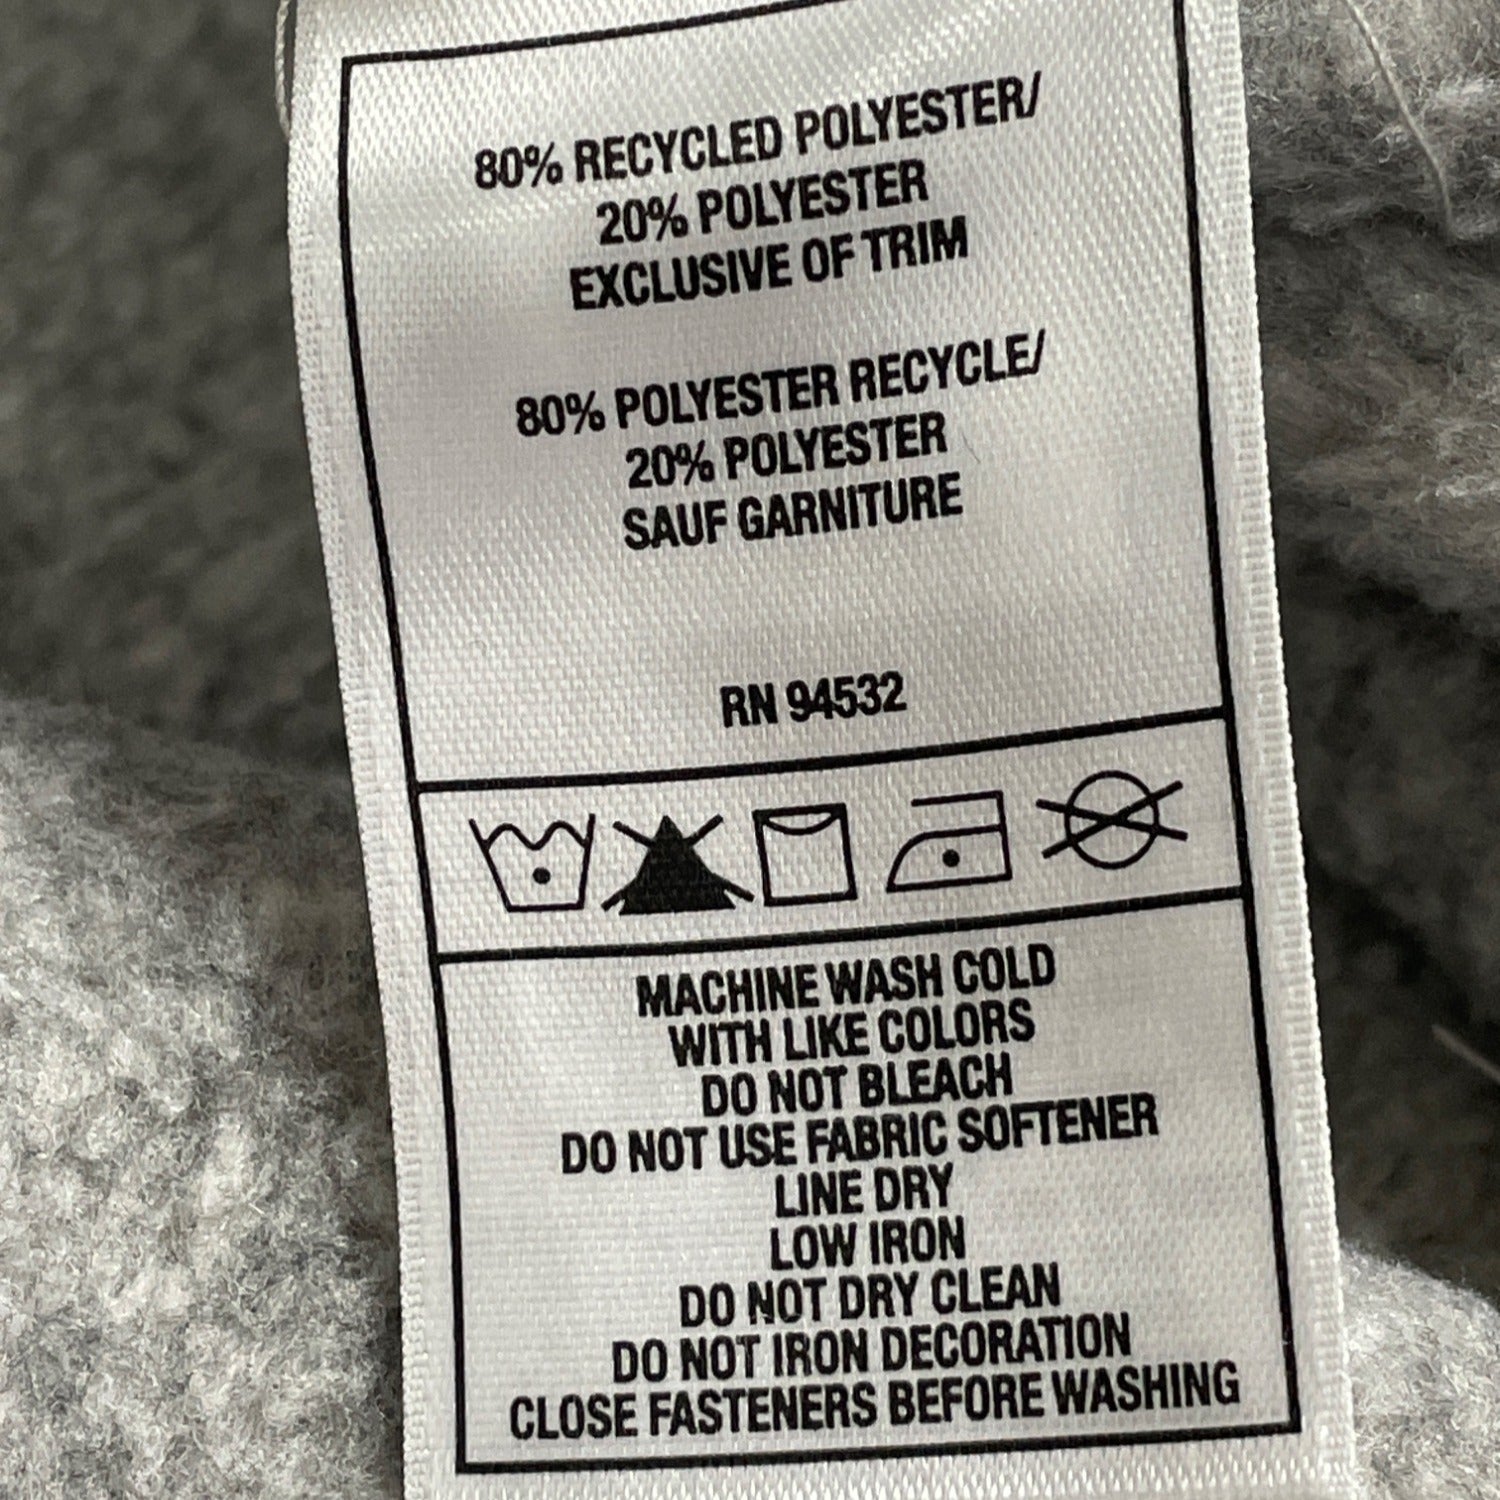 80% RECYCLED POLYESTER/
20% POLYESTER
EXCLUSIVE OF TRIM
80% POLYESTER RECYCLE/
20% POLYESTER
SAUF GARNITURE
RN 94532
MACHINE WASH COLD
WITH LIKE COLORS
DO NOT BLEACH
DO NOT USE FABRIC SOFTENER
LINE DRY
LOW IRON
DO NOT DRY CLEAN
DO NOT IRON DECORATION
CLOSE FASTENERS BEFORE WASHING